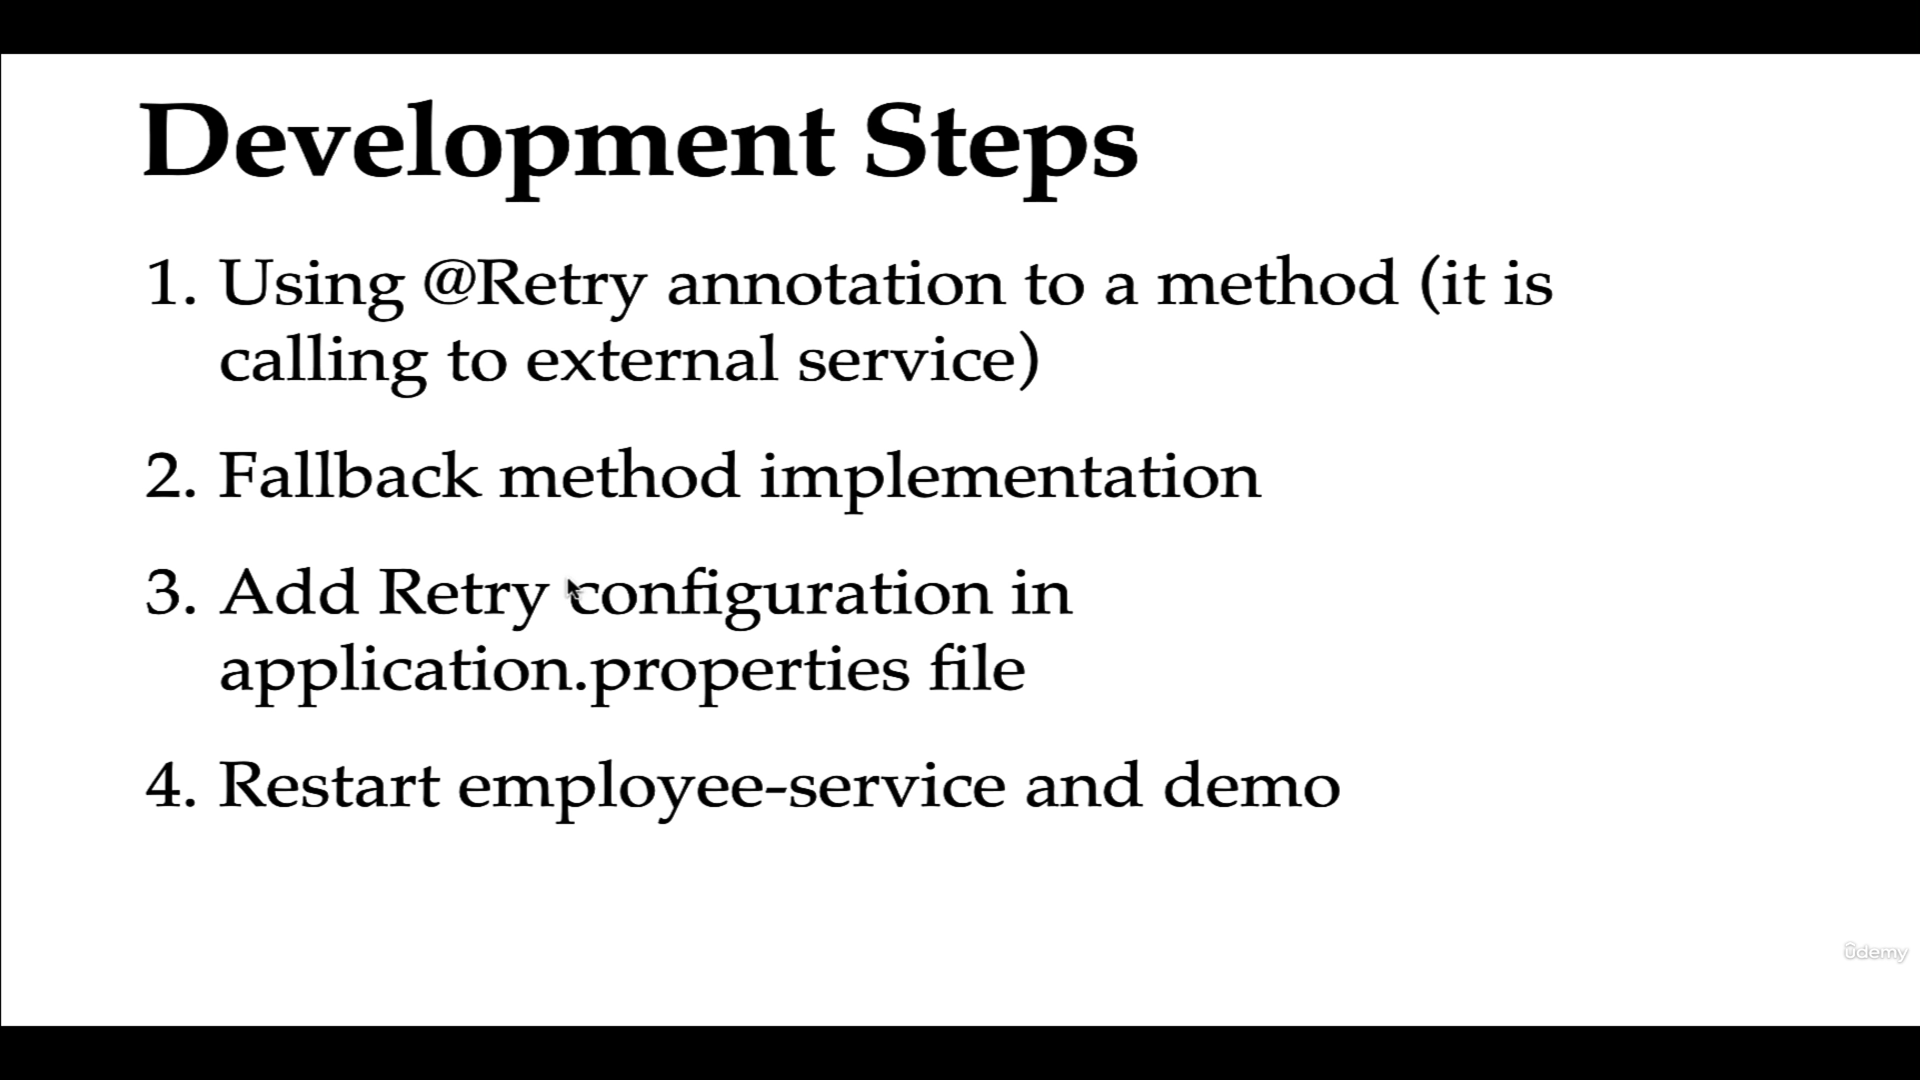 Development Steps
1. Using @Retry annotation to a method (it is
calling to external service)
2. Fallback method implementation
3. Add Retry configuration in
application.properties file
4. Restart employee-service and demo
ûdemy